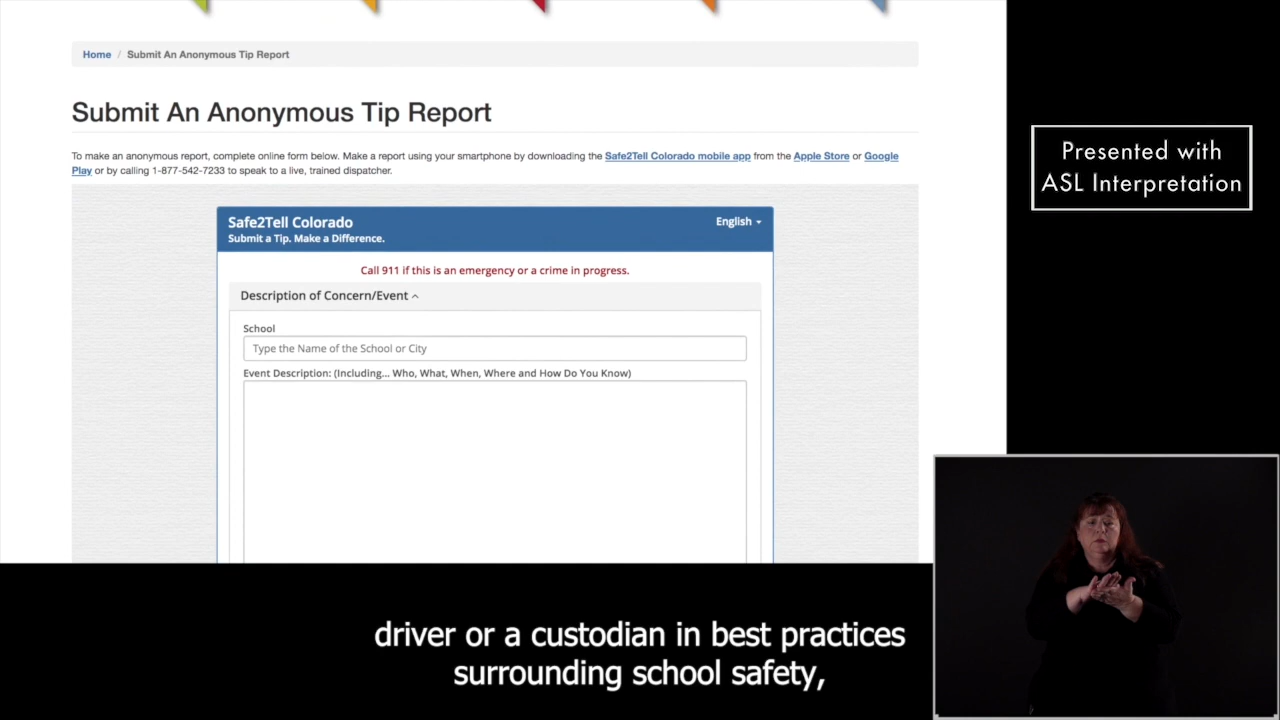 Home / Submit An Anonymous Tip Report
Submit An Anonymous Tip Report
To make an anonymous report, complete online form below. Make a report using your smartphone by downloading the Safe2Tell Colorado mobile app from the Apple Store or Google
Play or by calling 1-877-542-7233 to speak to a live, trained dispatcher.
Safe2Tell Colorado
English
Submit a Tip. Make a Difference.
Call 911 if this is an emergency or a crime in progress.
Description of Concern/Event
School
Type the Name of the School or City
Event Description: (Including... Who, What, When, Where and How Do You Know)
Presented with
ASL Interpretation
driver or a custodian in best practices
surrounding school safety,